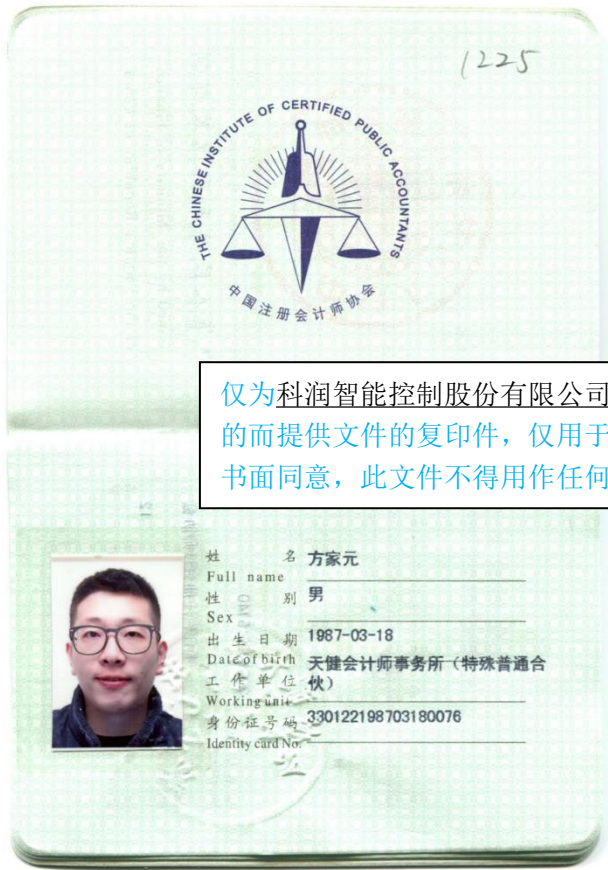 1225
THE CHINESE INSTITUTE OF CERTIFIED PUBLIC ACCOUNTANTS
中国注册会计师协会
仅为科润智能控制股份有限公司
的而提供文件的复印件，仅用于
书面同意，此文件不得用作任何
姓 名 方家元
Full name
性 别 男
Sex
出生日期 1987-03-18
Date of birth
工作单位 天健会计师事务所（特殊普通合
伙）
Working unit
身份证号码 330122198703180076
Identity card No.